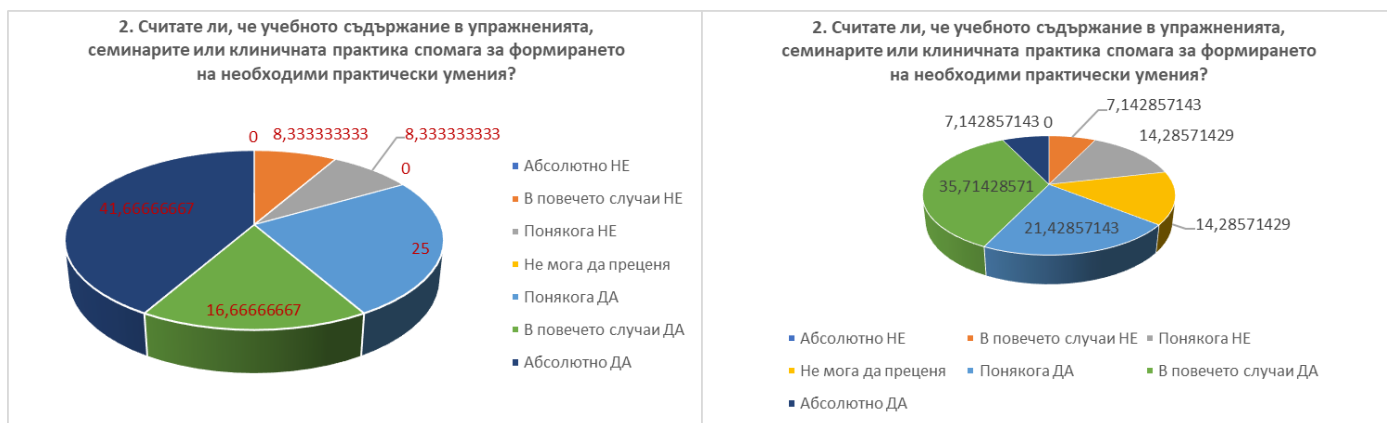 2. Считате ли, че учебното съдържание в упражненията,
семинарите или клиничната практика спомага за формирането
на необходими практически умения?
0
8,333333333
8,333333333
0
41,66666667
25
16,66666667
Абсолютно НЕ
В повечето случаи НЕ
Понякога НЕ
Не мога да преценя
Понякога ДА
В повечето случаи ДА
Абсолютно ДА
2. Считате ли, че учебното съдържание в упражненията,
семинарите или клиничната практика спомага за формирането
на необходими практически умения?
7,142857143
7,142857143 0
14,28571429
35,71428571
14,28571429
21,42857143
Абсолютно НЕ В повечето случаи НЕ Понякога НЕ
Не мога да преценя Понякога ДА В повечето случаи ДА
Абсолютно ДА